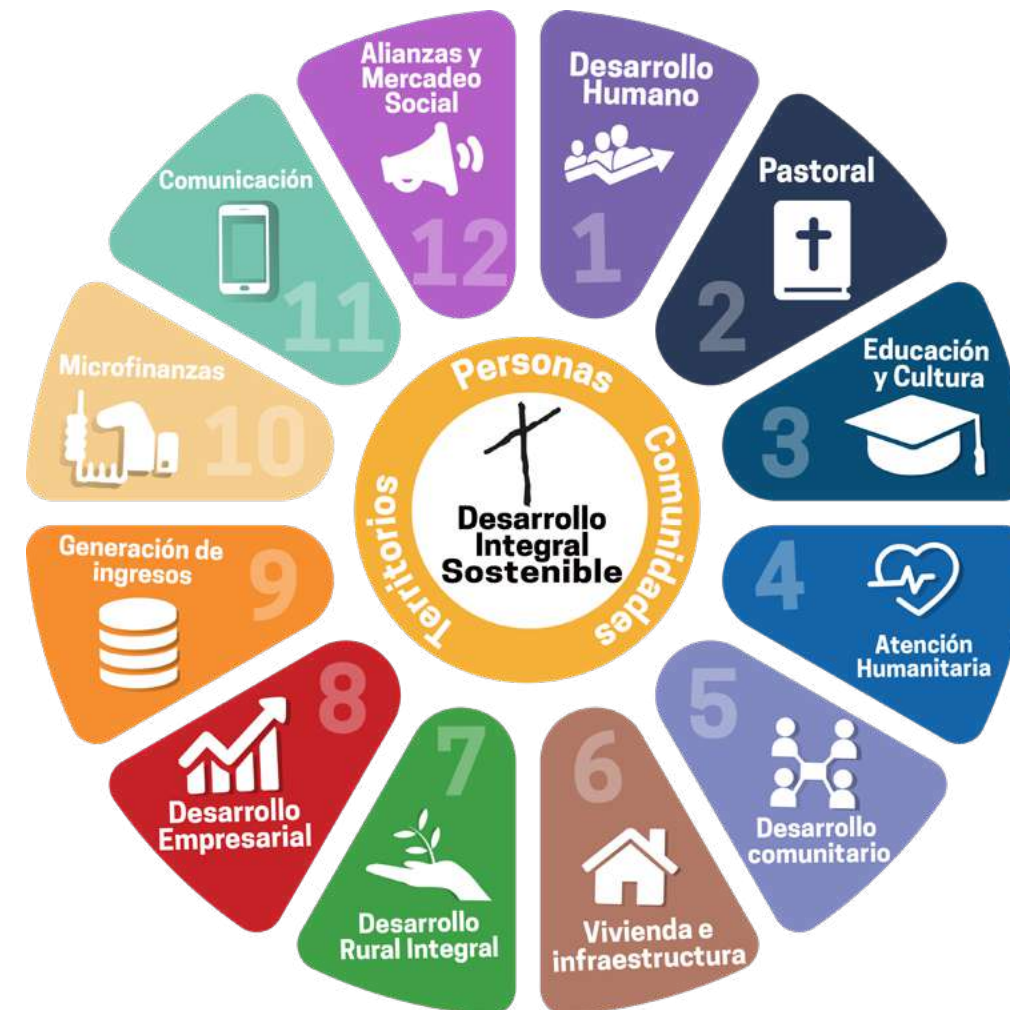 Desarrollo
Humano
1
Pastoral
2
Educación
y Cultura
3
4
Atención
Humanitaria
5
Desarrollo
comunitario
6
Vivienda e
infraestructura
7
Desarrollo
Rural Integral
8
Desarrollo
Empresarial
Generación de
ingresos
9
Microfinanzas
10
Comunicación
11
Alianzas y
Mercadeo
Social
12
Personas
Comunidades
Territorios
Desarrollo
Integral
Sostenible